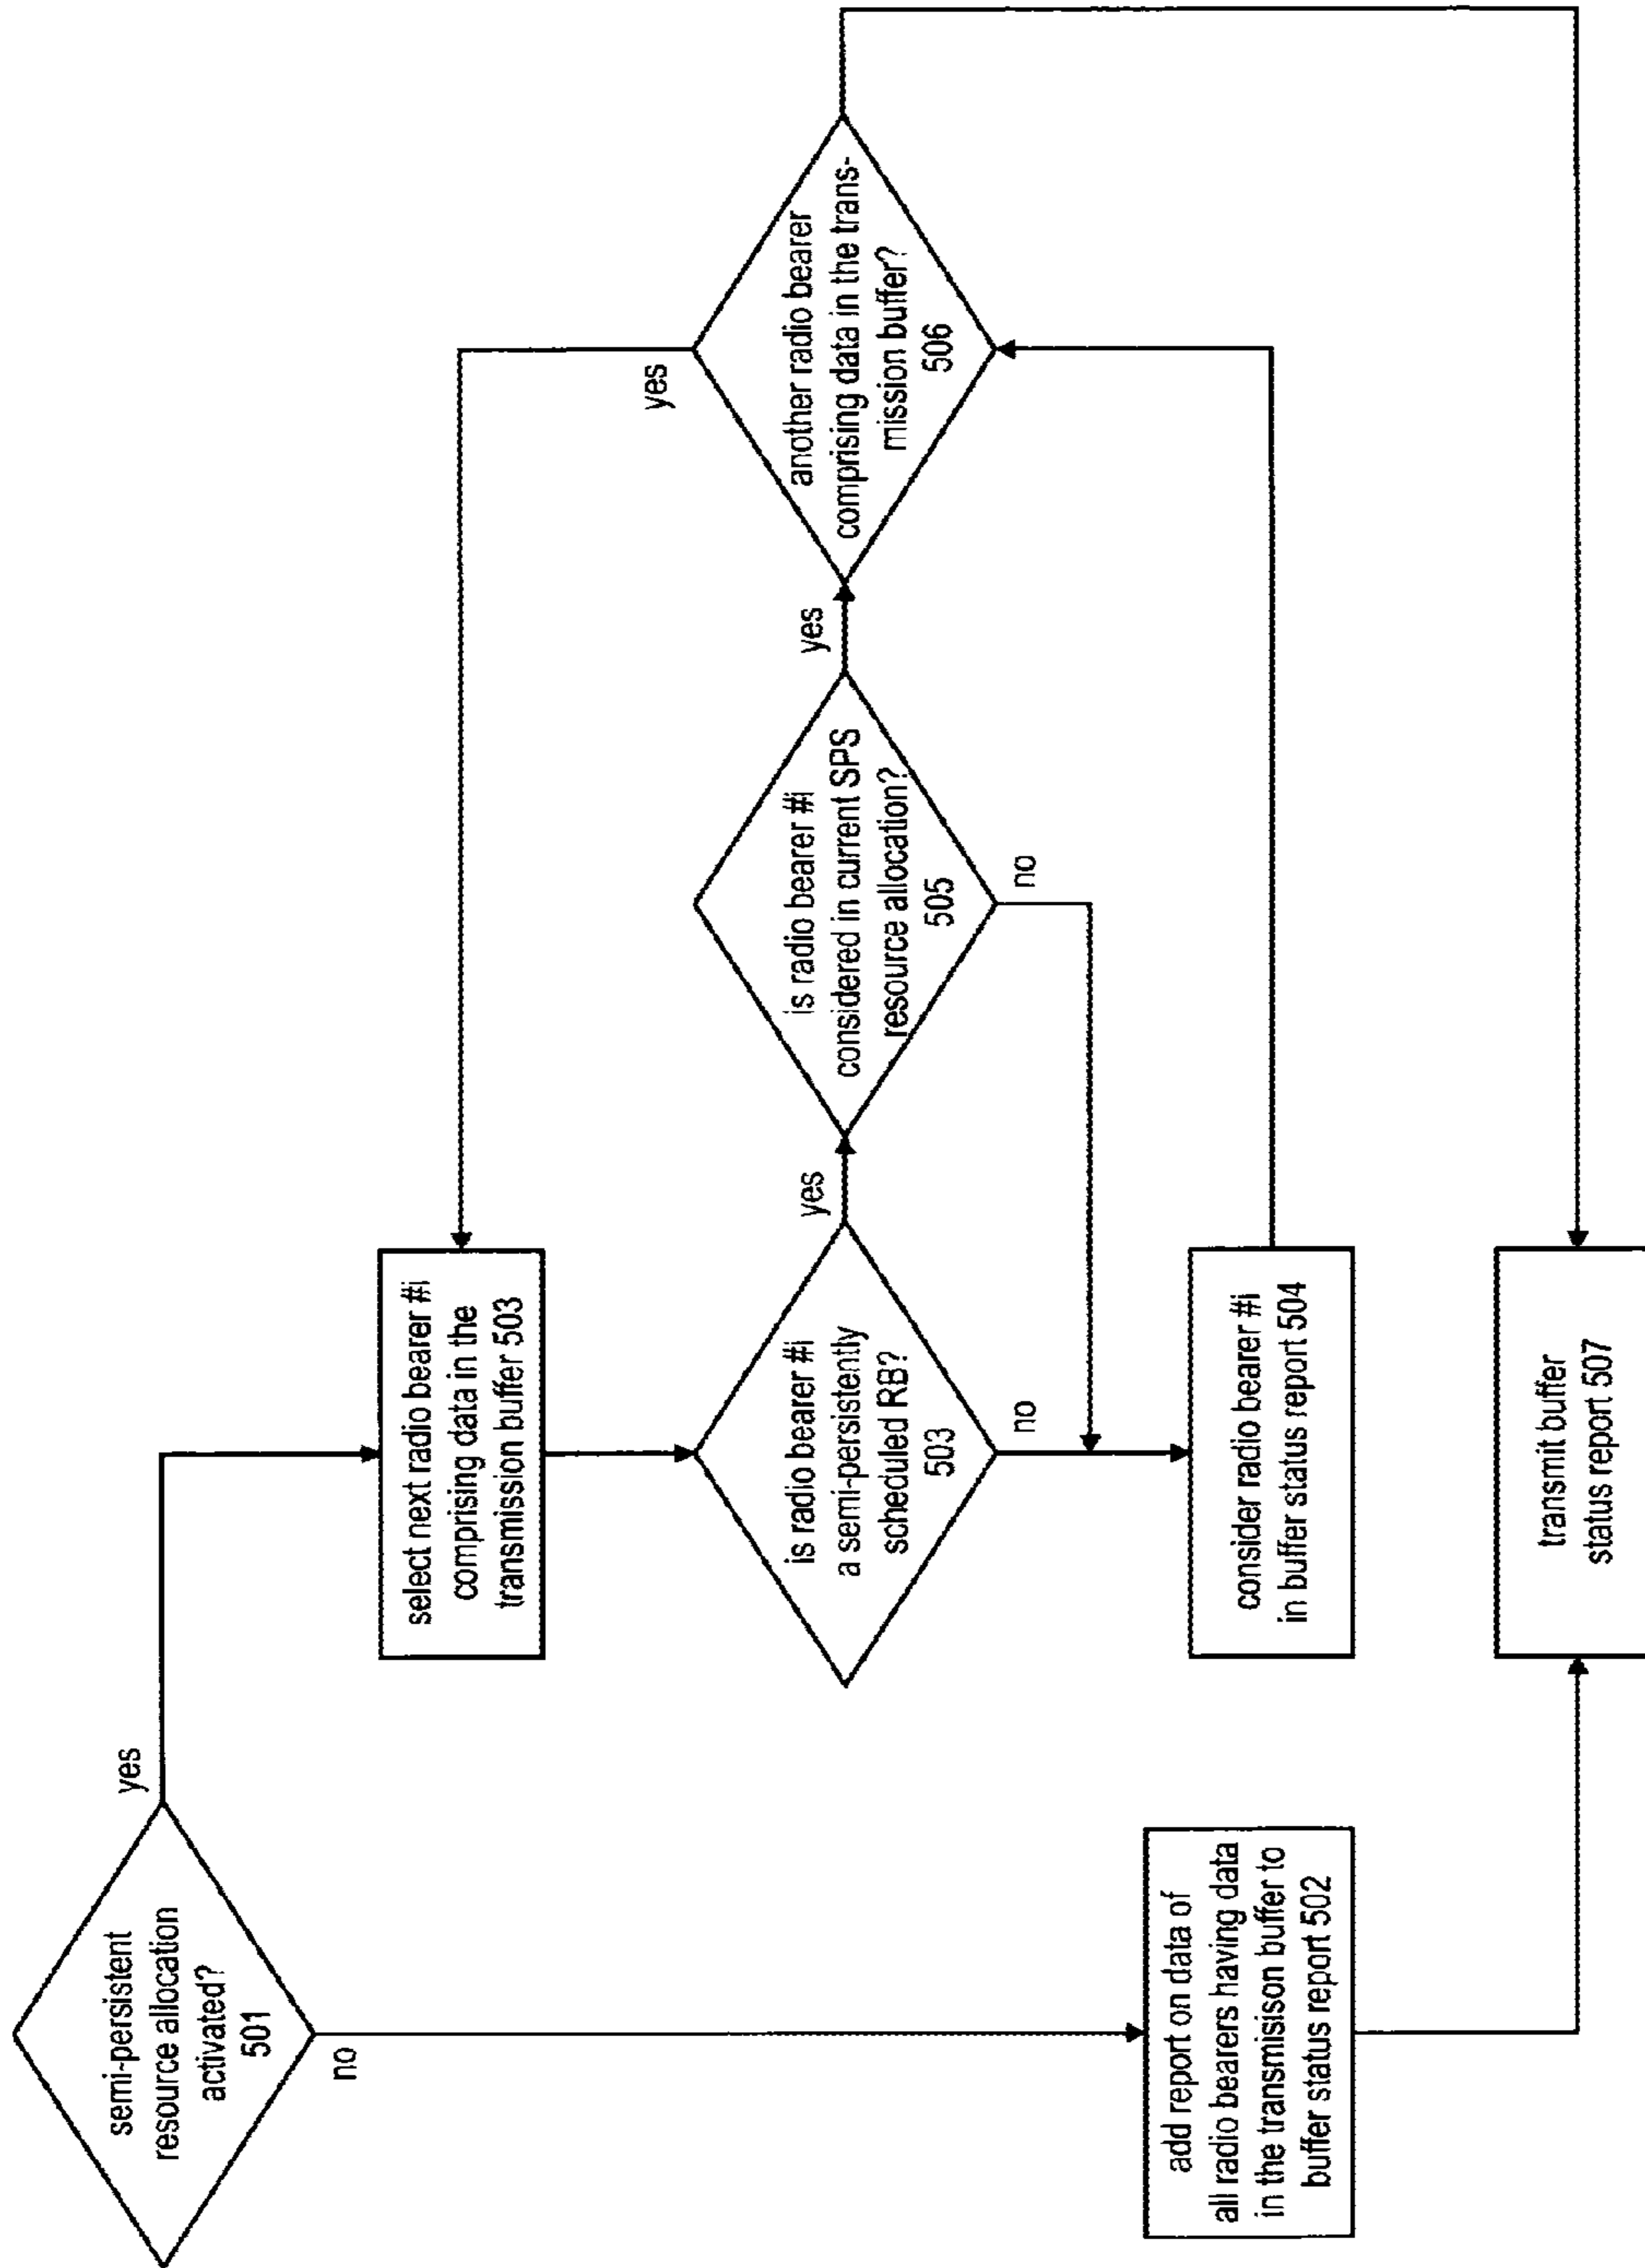 semi-persistent
resource allocation
activated?
501
yes
no
add report on data of
all radio bearers having data
in the transmisison buffer to
buffer status report 502
select next radio bearer #i
comprising data in the
transmission buffer 503
is radio bearer #i
a semi-persistently
scheduled RB?
503
yes
no
consider radio bearer #i
in buffer status report 504
is radio bearer #i
considered in current SPS
resource allocation?
505
yes
no
another radio bearer
comprising data in the trans-
mission buffer?
506
yes
transmit buffer
status report 507